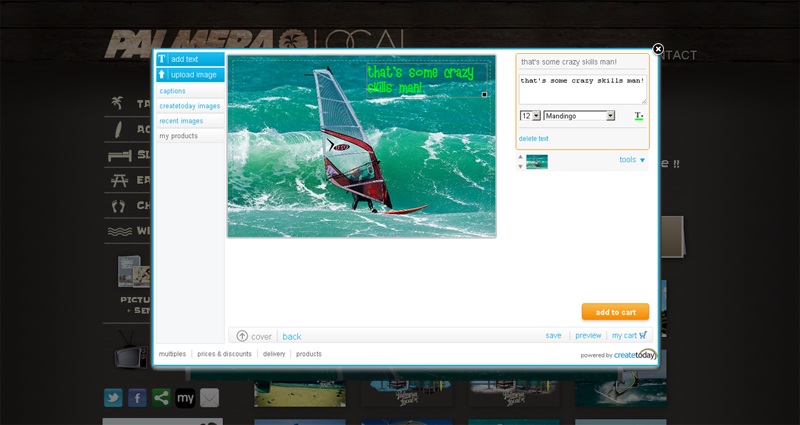 PALMERA LOCAL
NTACT
T add text
upload image
captions
createtoday images
recent images
my products
that's some crazy
skills man!
that's some crazy skills man!
that's some crazy skills man!
12 Mandingo T
delete text
tools
!!
PICTU
+ SEN
add to cart
cover back
save preview my cart
multiples prices & discounts delivery products
powered by createtoday
my